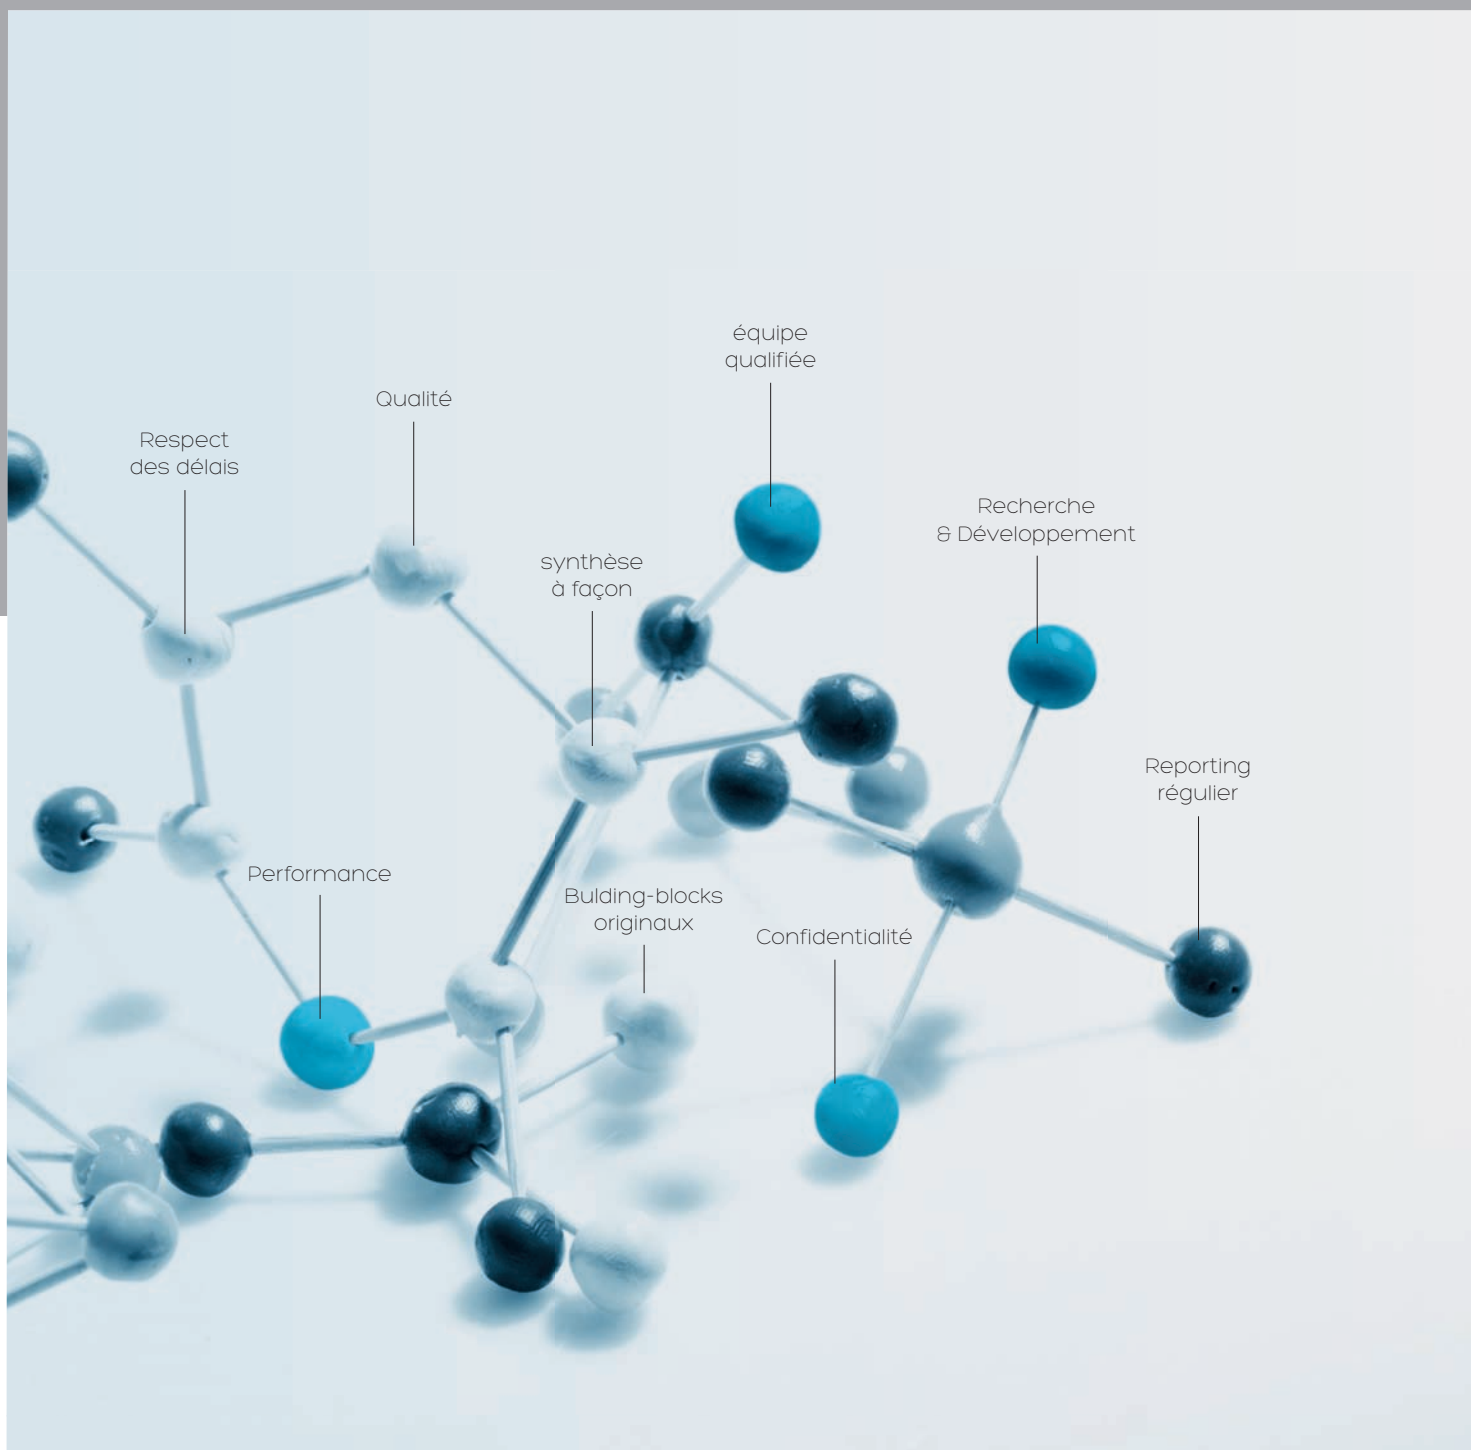 équipe
qualifiée
Qualité
Respect
des délais
Recherche
& Développement
synthèse
à façon
Reporting
régulier
Performance
Bulding-blocks
originaux
Confidentialité